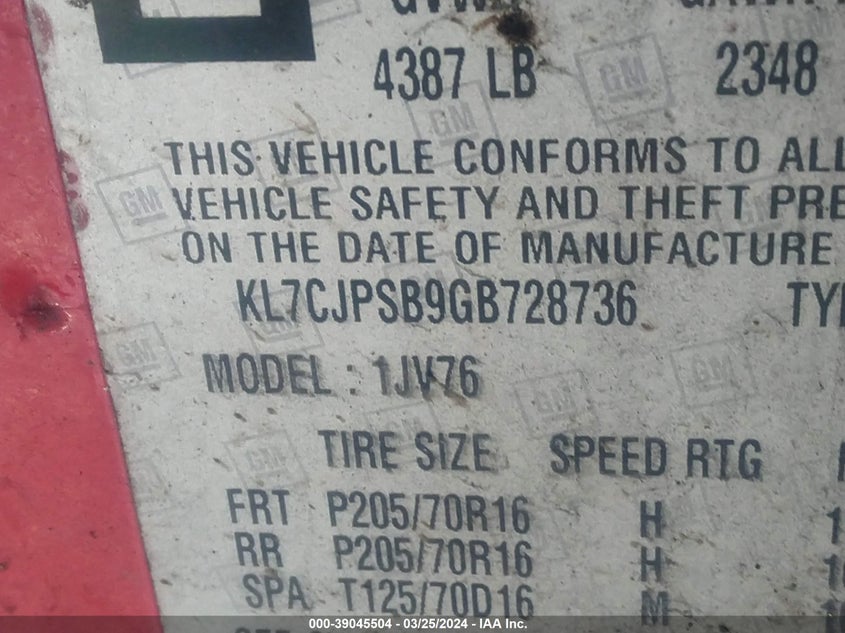 4387 LB 2348
THIS VEHICLE CONFORMS TO ALL
VEHICLE SAFETY AND THEFT PRE
ON THE DATE OF MANUFACTURE
KL7CJPSB9GB728736 TYP
MODEL : 1JV76
TIRE SIZE SPEED RTG
FRT P205/70R16 H
RR P205/70R16 H
SPA T125/70D16 M
GM
000-39045504 - 03/25/2024 - IAA Inc.